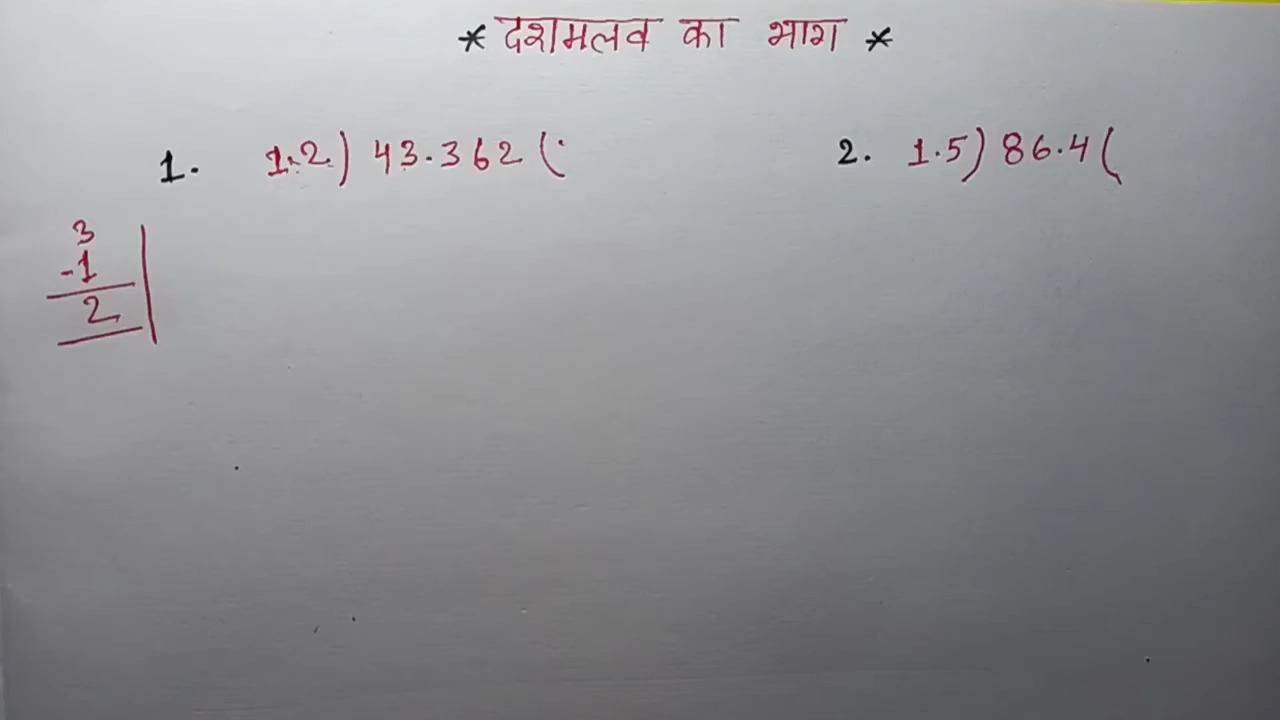 * दशमलव का भाग *
1. 1.2) 43.362 (
2. 1.5) 86.4 (
3
-1
2